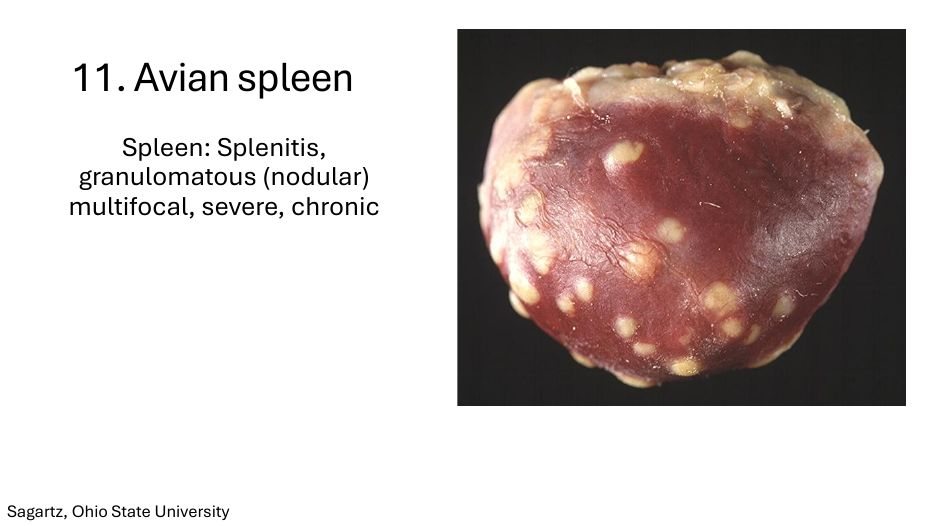 11. Avian spleen
Spleen: Splenitis,
granulomatous (nodular)
multifocal, severe, chronic
Sagartz, Ohio State University